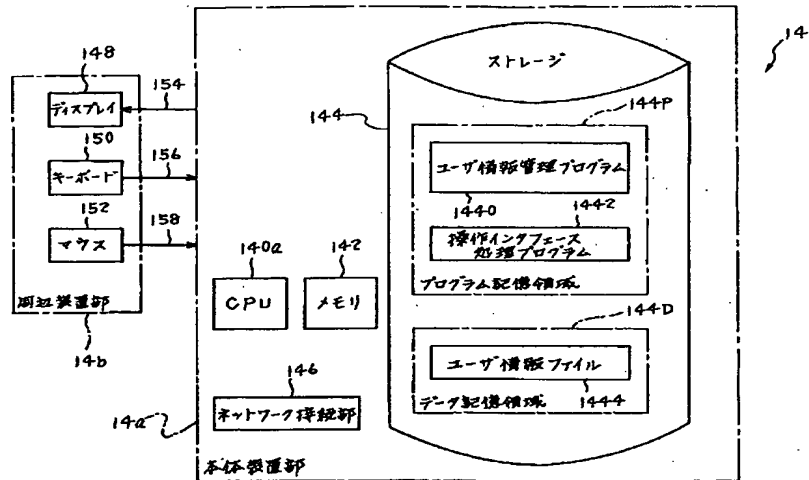 14
148
ディスプレイ
154
150
キーボード
156
152
マウス
158
周辺装置部
14b
ストレージ
144
144P
ユーザ情報管理プログラム
1440
1442
操作インタフェース
処理プログラム
プログラム記憶領域
140a
CPU
142
メモリ
144D
ユーザ情報ファイル
1444
データ記憶領域
146
ネットワーク接続部
14a
本体装置部